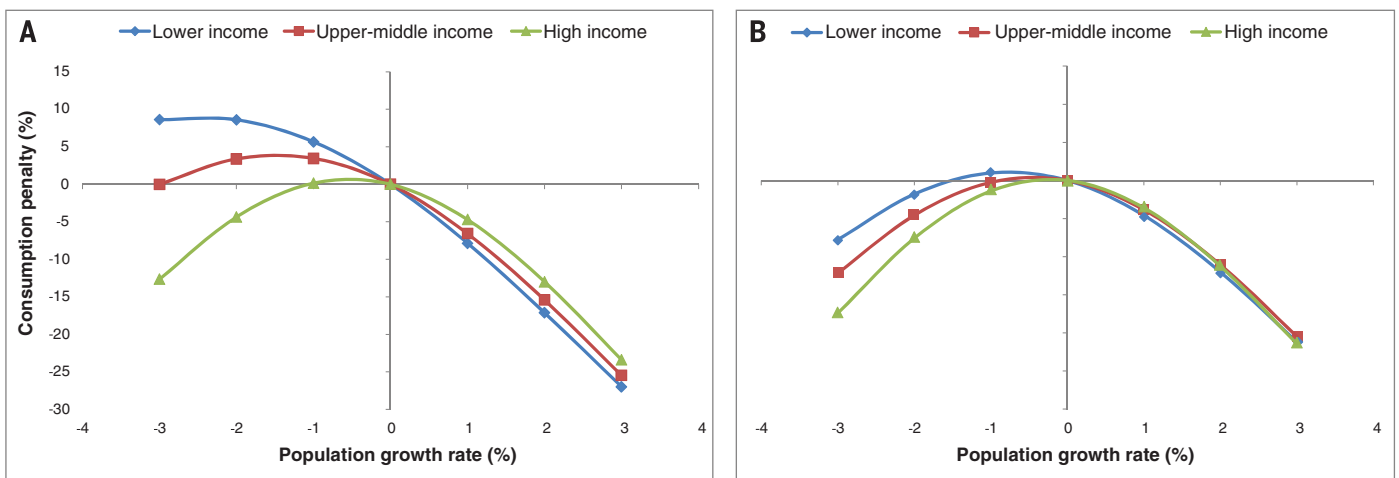 A
Lower income Upper-middle income High income
15
10
5
0
-5
-10
-15
-20
-25
-30
Consumption penalty (%)
-4 -3 -2 -1 0 1 2 3 4
Population growth rate (%)
B
Lower income Upper-middle income High income
-4 -3 -2 -1 0 1 2 3 4
Population growth rate (%)